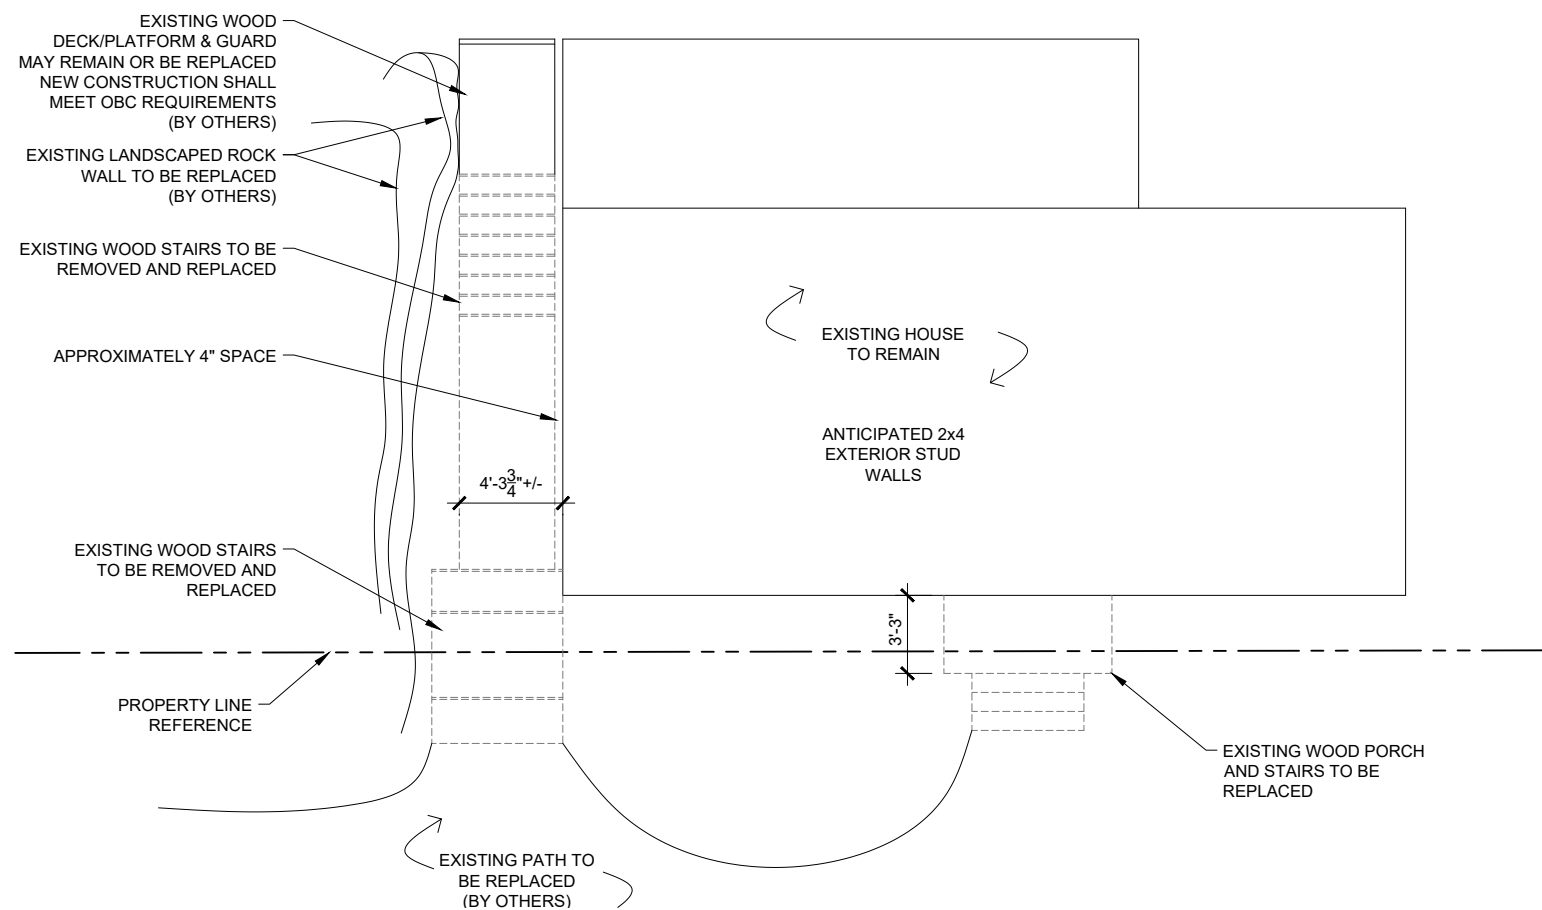 EXISTING WOOD
DECK/PLATFORM & GUARD
MAY REMAIN OR BE REPLACED
NEW CONSTRUCTION SHALL
MEET OBC REQUIREMENTS
(BY OTHERS)
EXISTING LANDSCAPED ROCK
WALL TO BE REPLACED
(BY OTHERS)
EXISTING WOOD STAIRS TO BE
REMOVED AND REPLACED
APPROXIMATELY 4" SPACE
EXISTING HOUSE
TO REMAIN
ANTICIPATED 2x4
EXTERIOR STUD
WALLS
4'-3 3/4"+/-
EXISTING WOOD STAIRS
TO BE REMOVED AND
REPLACED
3'-3"
PROPERTY LINE
REFERENCE
EXISTING WOOD PORCH
AND STAIRS TO BE
REPLACED
EXISTING PATH TO
BE REPLACED
(BY OTHERS)